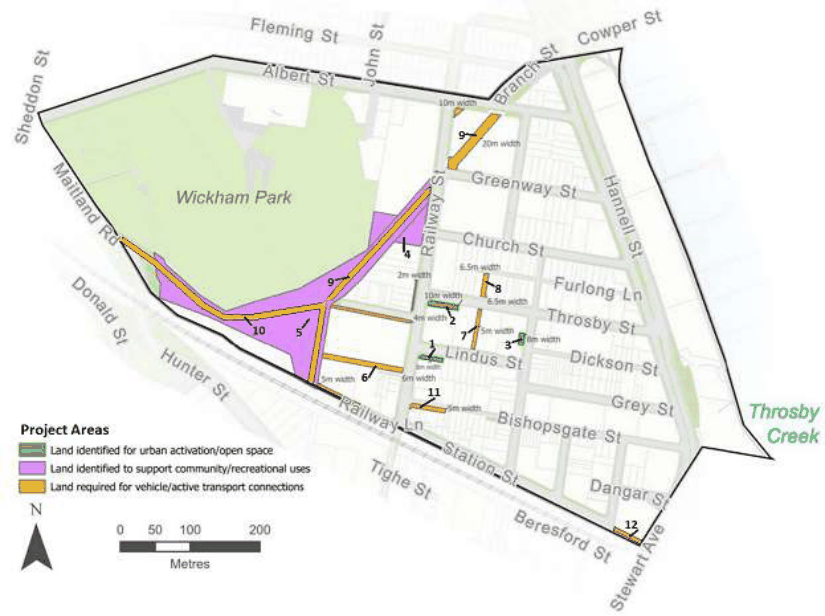 Fleming St
John St
Cowper St
Branch St
Albert St
Sheddon St
10m width
9
20m width
Wickham Park
Greenway St
Hannell St
Maitland Rd
Railway St
Church St
4
6.5m width
Furlong Ln
9
2m width
8
10m width
6.5m width
Donald St
2
Throsby St
4m width
10
5
7
5m width
3
8m width
1
Lindus St
Dickson St
Hunter St
5m width
6
6m width
Grey St
11
5m width
Throsby
Creek
Railway Ln
Bishopsgate St
Project Areas
Land identified for urban activation/open space
Land identified to support community/recreational uses
Land required for vehicle/active transport connections
Station St
Tighe St
Dangar St
N
Beresford St
12
Stewart Ave
0 50 100 200
Metres